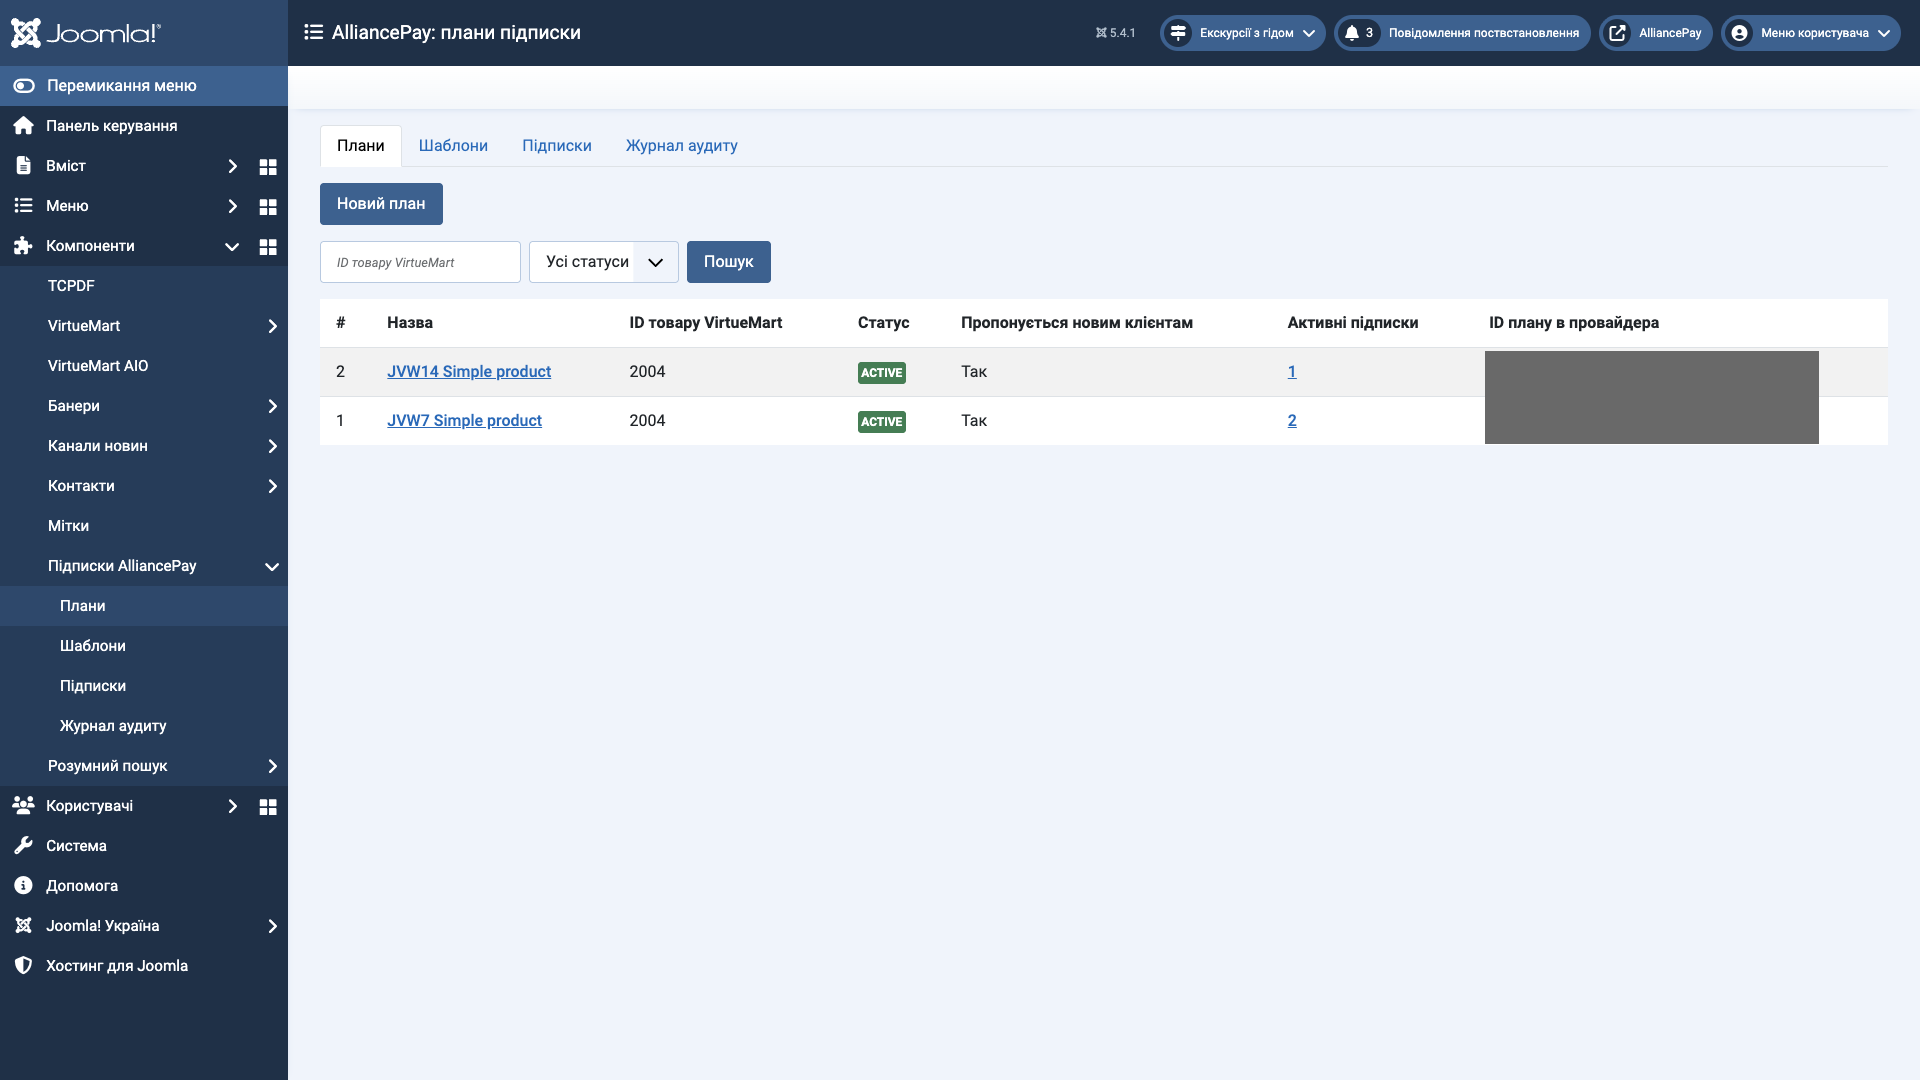 Joomla!
AlliancePay: плани підписки
5.4.1
Екскурсії з гідом
3
Повідомлення поствстановлення
AlliancePay
Меню користувача
Перемикання меню
Панель керування
Вміст
Меню
Компоненти
TCPDF
VirtueMart
VirtueMart AIO
Банери
Канали новин
Контакти
Мітки
Підписки AlliancePay
Плани
Шаблони
Підписки
Журнал аудиту
Розумний пошук
Користувачі
Система
Допомога
Joomla! Україна
Хостинг для Joomla
Плани Шаблони Підписки Журнал аудиту
Новий план
ID товару VirtueMart Усі статуси Пошук
# Назва ID товару VirtueMart Статус Пропонується новим клієнтам Активні підписки ID плану в провайдера
2 JVW14 Simple product 2004 ACTIVE Так 1
1 JVW7 Simple product 2004 ACTIVE Так 2